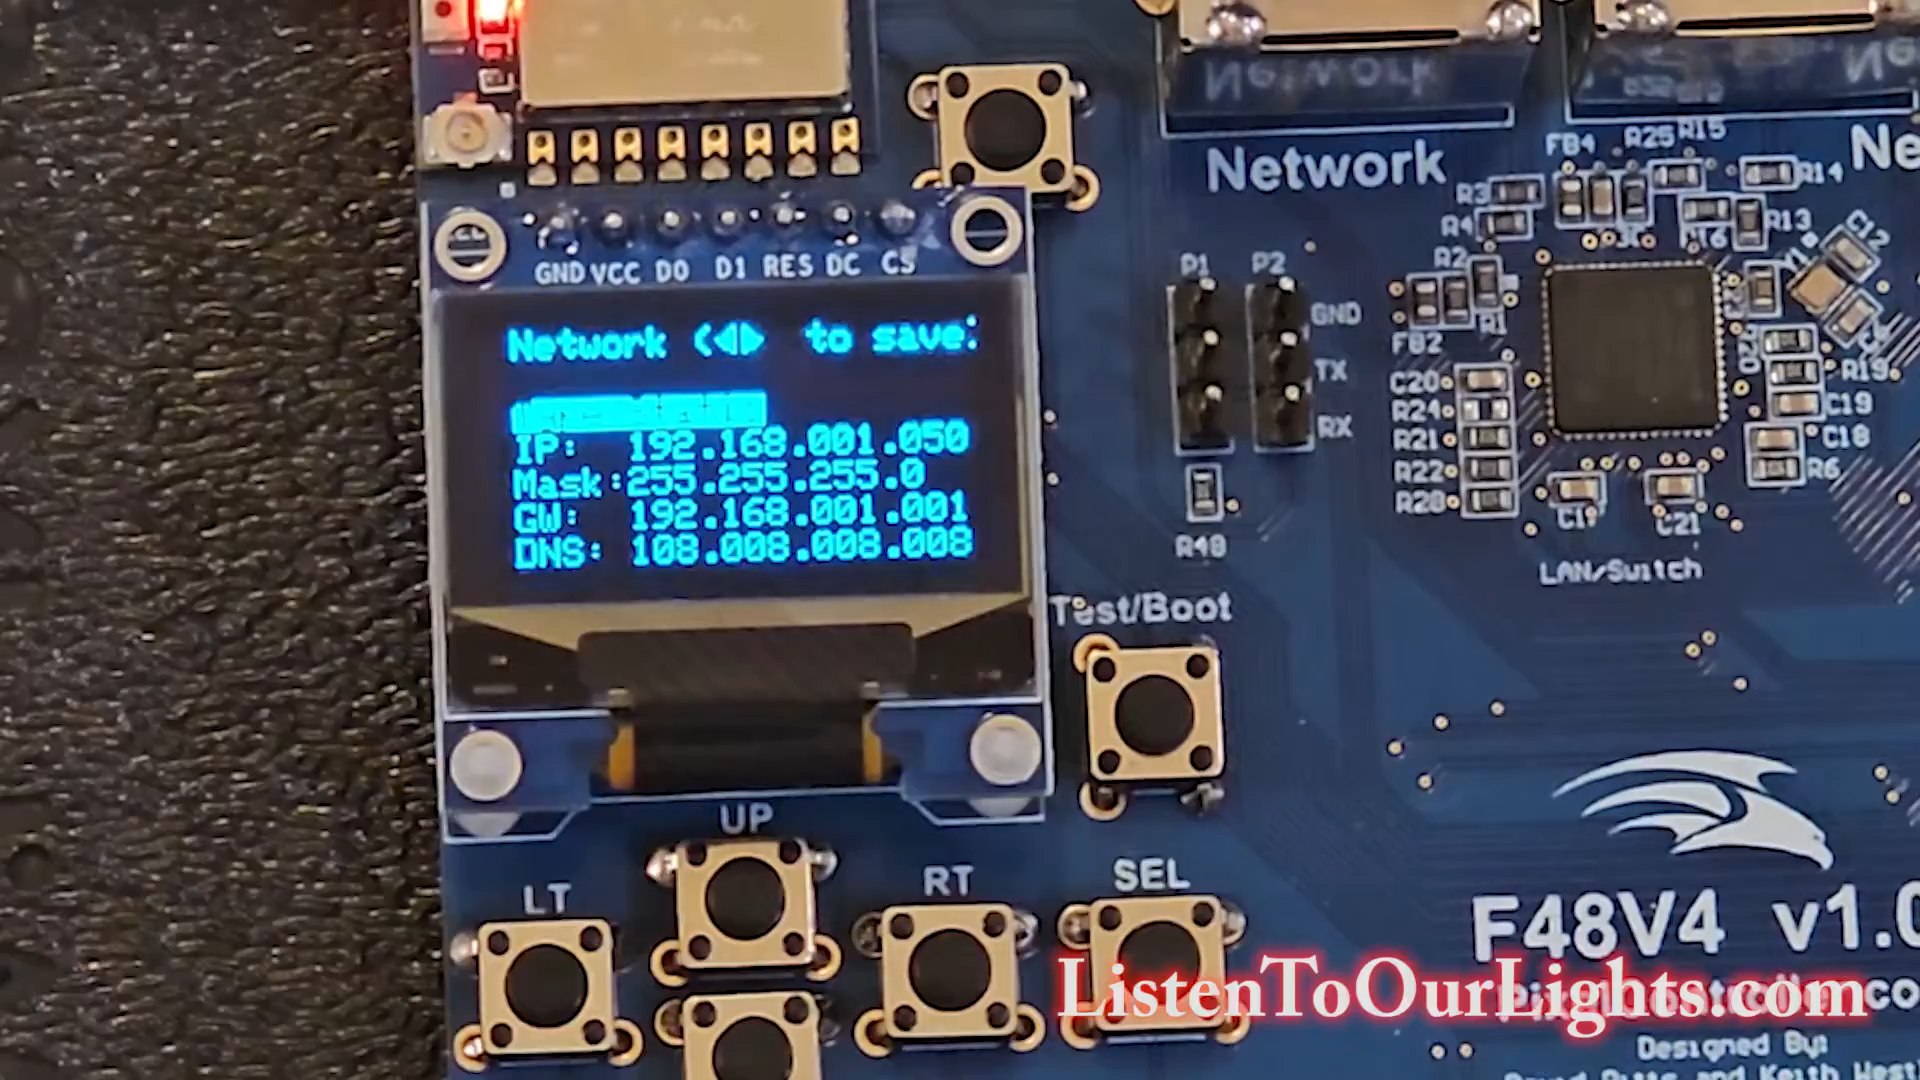 Network
GND VCC D0 D1 RES DC CS
Network to save:
IP: 192.168.001.050
Mask:255.255.255.0
GW: 192.168.001.001
DNS: 108.008.008.008
P1 P2
GND
TX
RX
R48
FB4 R25 R15
R14
R3
R4
R13
R16
C12
R2
R1
FB2
C20
R24
R21
R22
R28
R20
R19
C19
C18
R6
C21
LAN/Switch
Test/Boot
UP
LT
RT
SEL
F48V4 v1.0
ListenToOurLights.com
Designed By: